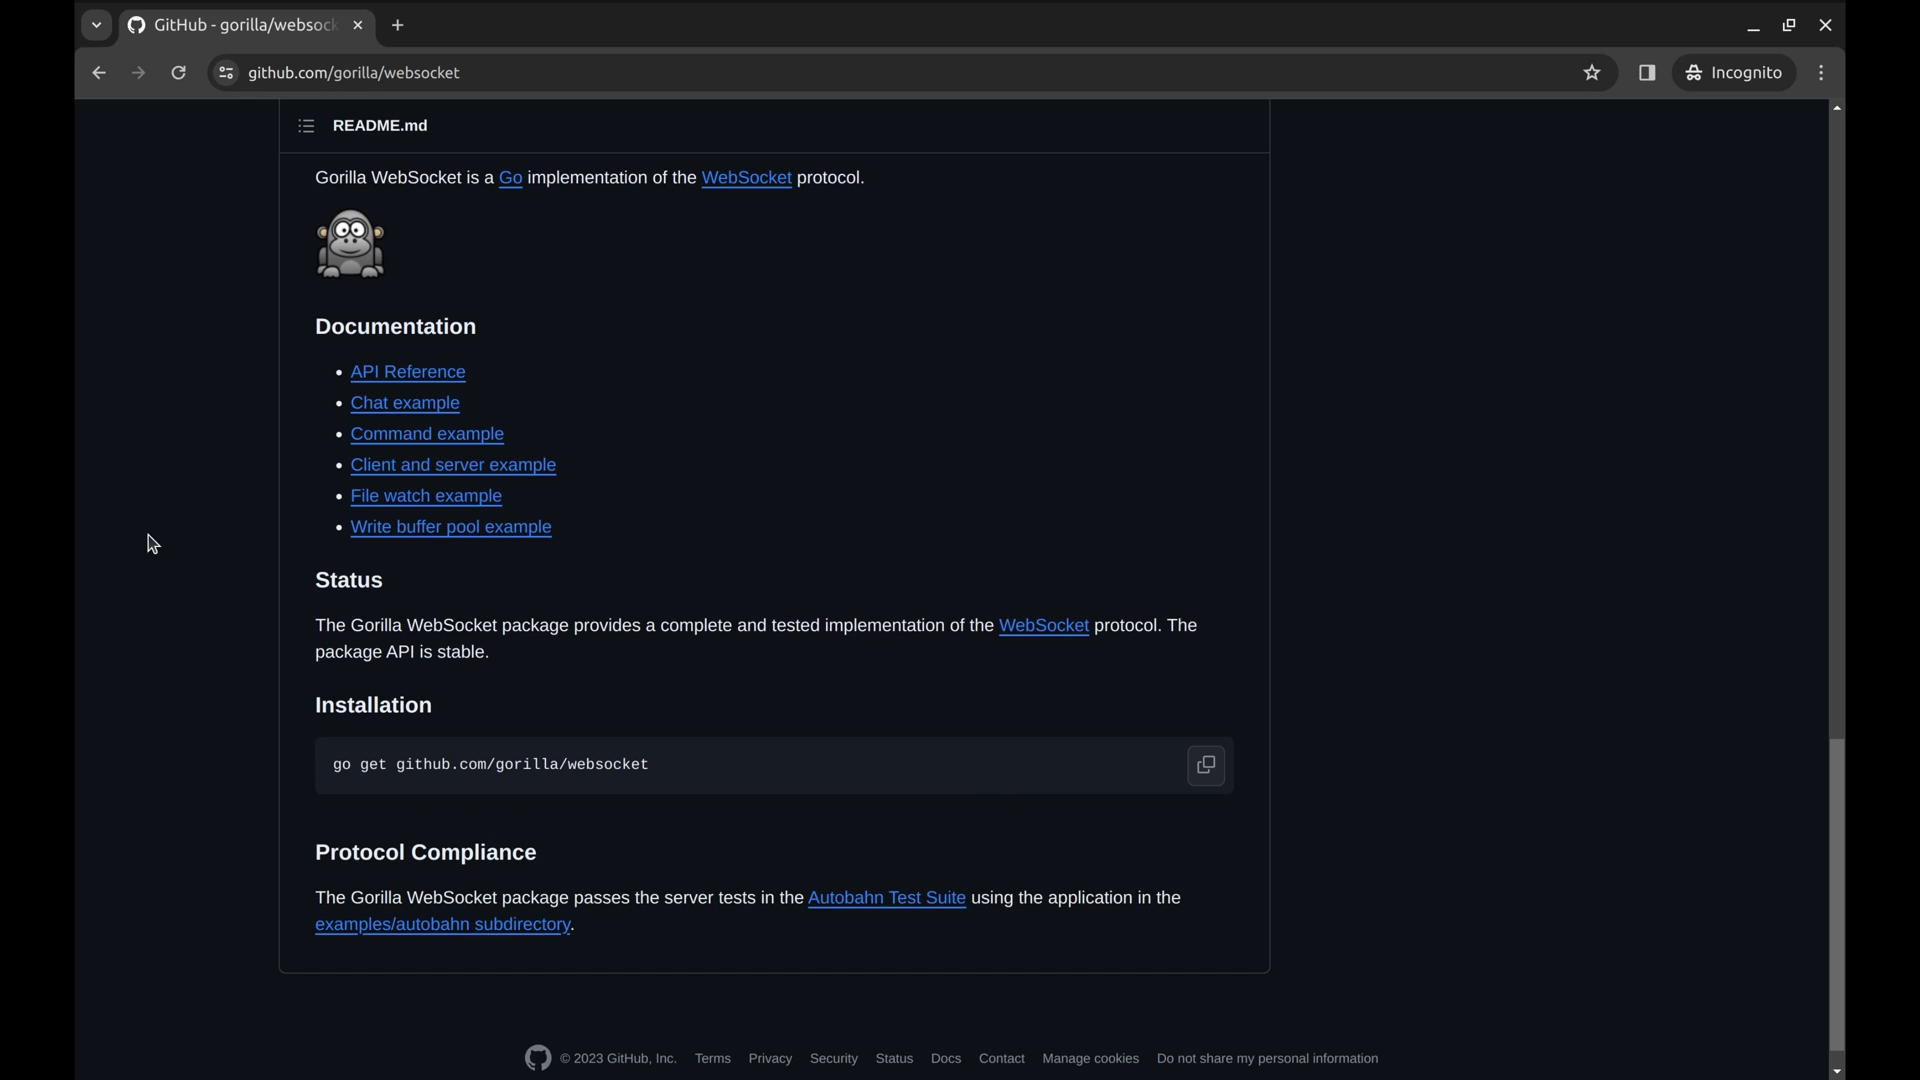 GitHub - gorilla/websock
github.com/gorilla/websocket
Incognito
README.md
Gorilla WebSocket is a Go implementation of the WebSocket protocol.
Documentation
API Reference
Chat example
Command example
Client and server example
File watch example
Write buffer pool example
Status
The Gorilla WebSocket package provides a complete and tested implementation of the WebSocket protocol. The
package API is stable.
Installation
go get github.com/gorilla/websocket
Protocol Compliance
The Gorilla WebSocket package passes the server tests in the Autobahn Test Suite using the application in the
examples/autobahn subdirectory.
© 2023 GitHub, Inc. Terms Privacy Security Status Docs Contact Manage cookies Do not share my personal information